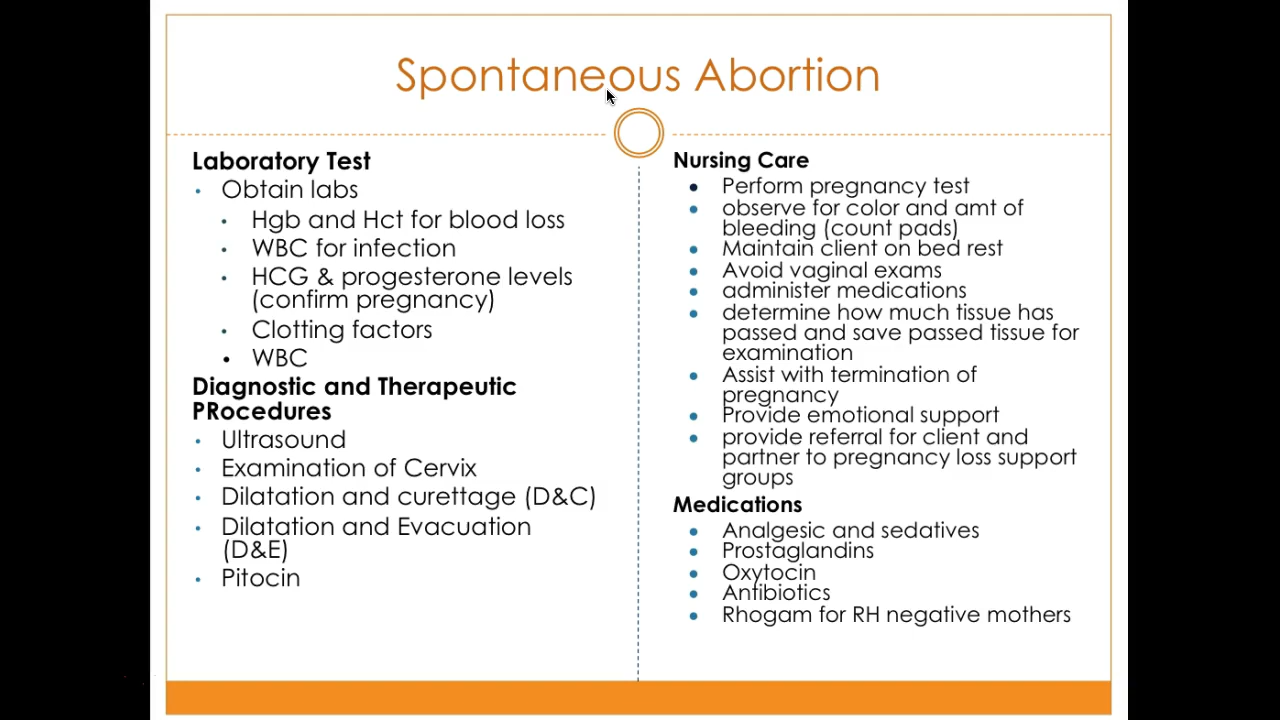 Spontaneous Abortion
Laboratory Test
Obtain labs
Hgb and Hct for blood loss
WBC for infection
HCG & progesterone levels
(confirm pregnancy)
Clotting factors
WBC
Diagnostic and Therapeutic
PRocedures
Ultrasound
Examination of Cervix
Dilatation and curettage (D&C)
Dilatation and Evacuation
(D&E)
Pitocin
Nursing Care
Perform pregnancy test
observe for color and amt of
bleeding (count pads)
Maintain client on bed rest
Avoid vaginal exams
administer medications
determine how much tissue has
passed and save passed tissue for
examination
Assist with termination of
pregnancy
Provide emotional support
provide referral for client and
partner to pregnancy loss support
groups
Medications
Analgesic and sedatives
Prostaglandins
Oxytocin
Antibiotics
Rhogam for RH negative mothers